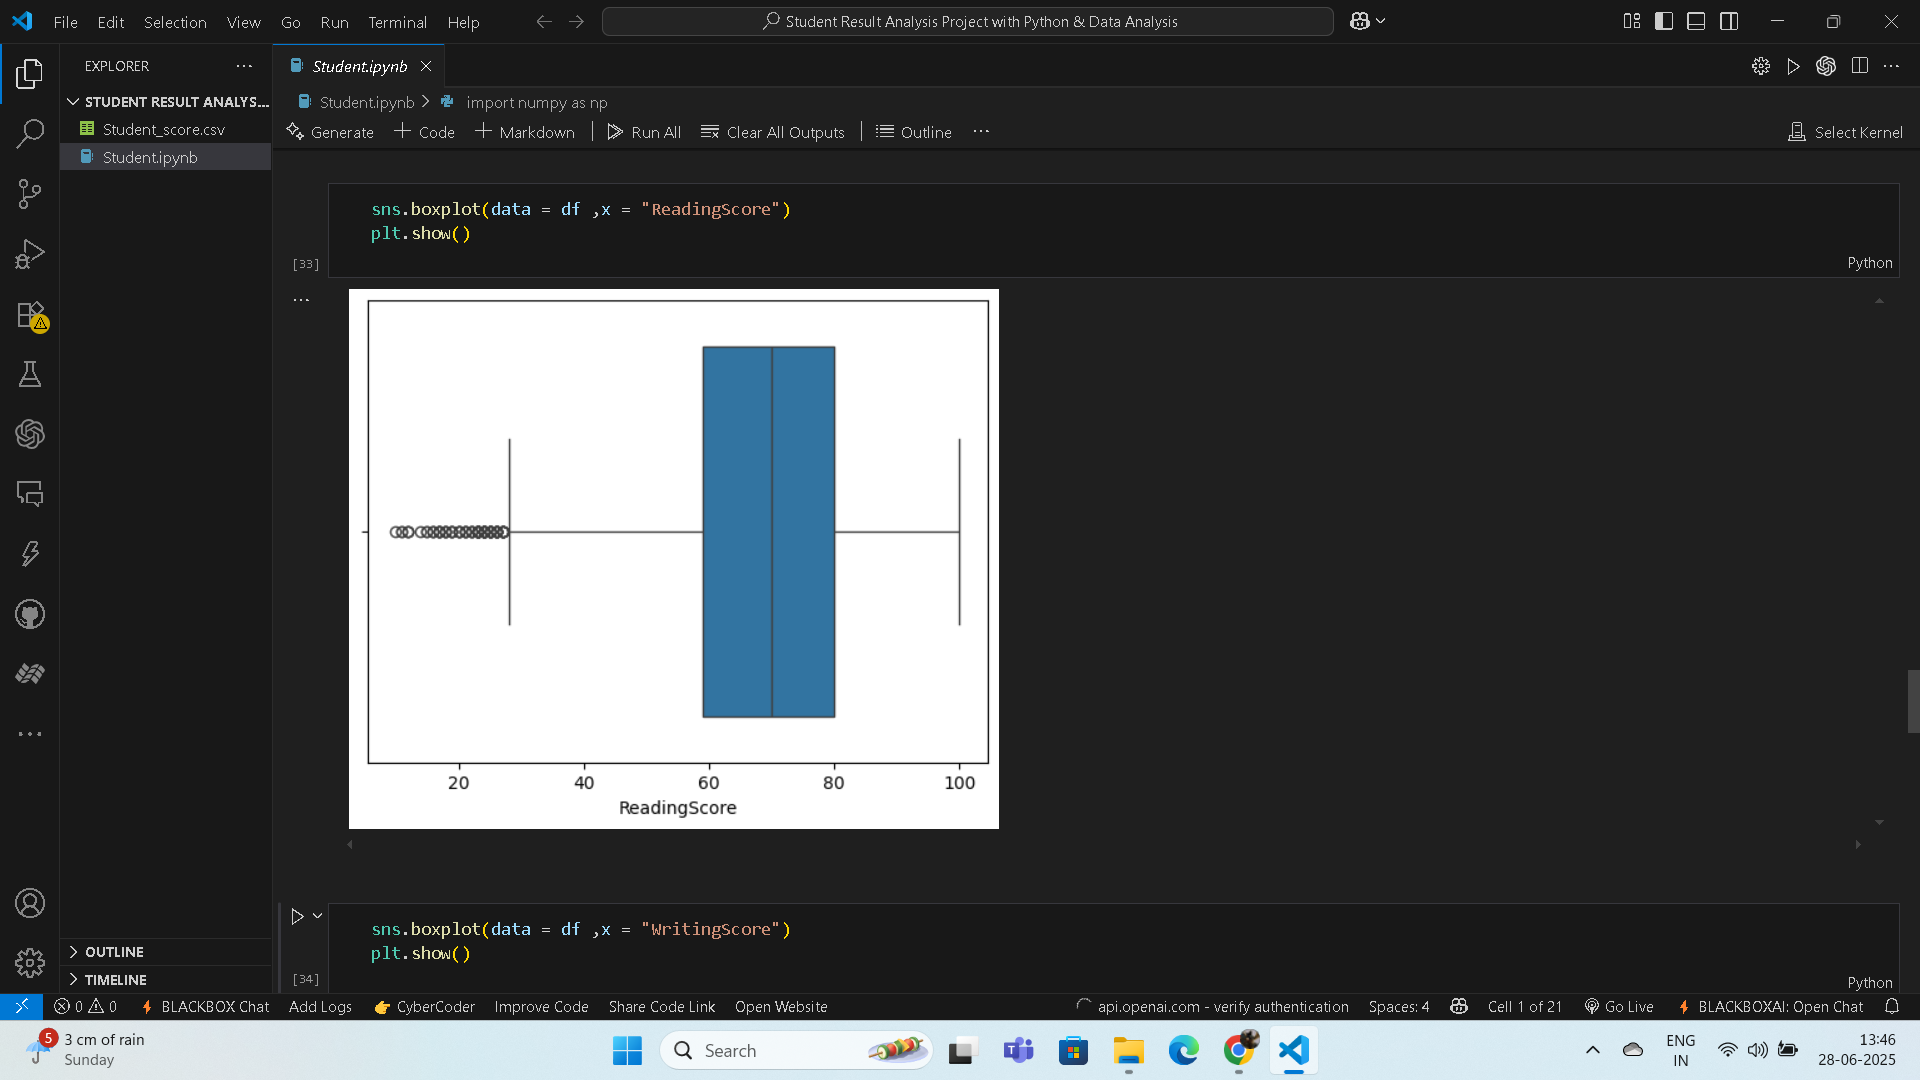 File Edit Selection View Go Run Terminal Help
Student Result Analysis Project with Python & Data Analysis
EXPLORER
STUDENT RESULT ANALYS...
Student_score.csv
Student.ipynb
Student.ipynb
Student.ipynb > import numpy as np
Generate + Code + Markdown Run All Clear All Outputs Outline ...
Select Kernel
sns.boxplot(data = df ,x = "ReadingScore")
plt.show()
[33]
Python
20 40 60 80 100
ReadingScore
sns.boxplot(data = df ,x = "WritingScore")
plt.show()
[34]
Python
OUTLINE
TIMELINE
0 0 BLACKBOX Chat Add Logs CyberCoder Improve Code Share Code Link Open Website
api.openai.com - verify authentication Spaces: 4 Cell 1 of 21 Go Live BLACKBOXAI: Open Chat
5
3 cm of rain
Sunday
Search
ENG
IN
13:46
28-06-2025